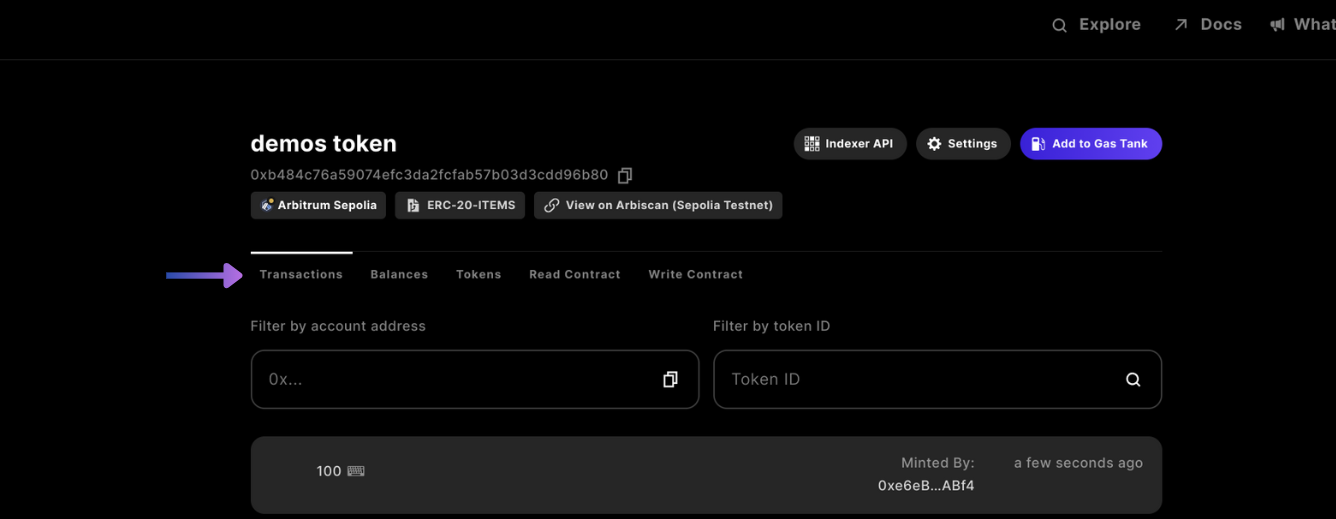 Explore Docs What
demos token
Indexer API Settings Add to Gas Tank
0xb484c76a59074efc3da2fcfab57b03d3cdd96b80
Arbitrum Sepolia ERC-20-ITEMS View on Arbiscan (Sepolia Testnet)
Transactions Balances Tokens Read Contract Write Contract
Filter by account address Filter by token ID
0x... Token ID
100 Minted By: a few seconds ago
0xe6eB...ABf4